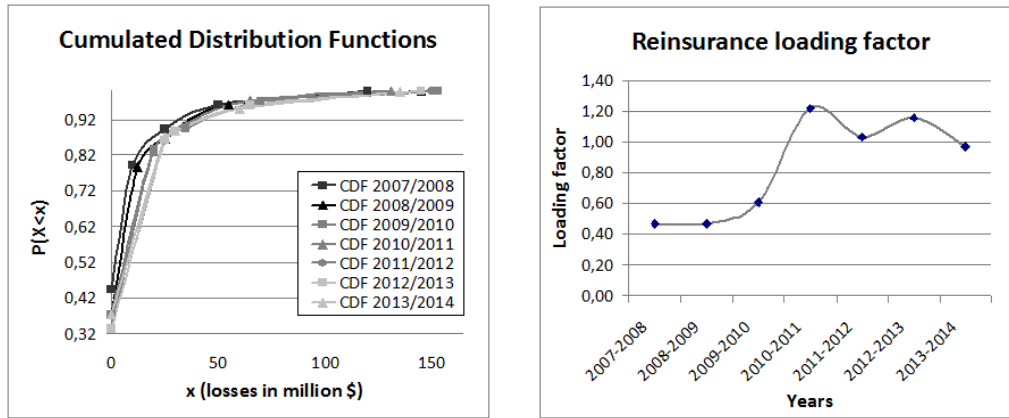 Cumulated Distribution Functions
P(X<x)
0,92
0,82
0,72
0,62
0,52
0,42
0,32
CDF 2007/2008
CDF 2008/2009
CDF 2009/2010
CDF 2010/2011
CDF 2011/2012
CDF 2012/2013
CDF 2013/2014
0 50 100 150
x (losses in million $)
Reinsurance loading factor
Loading factor
1,40
1,20
1,00
0,80
0,60
0,40
0,20
0,00
2007-2008
2008-2009
2009-2010
2010-2011
2011-2012
2012-2013
2013-2014
Years